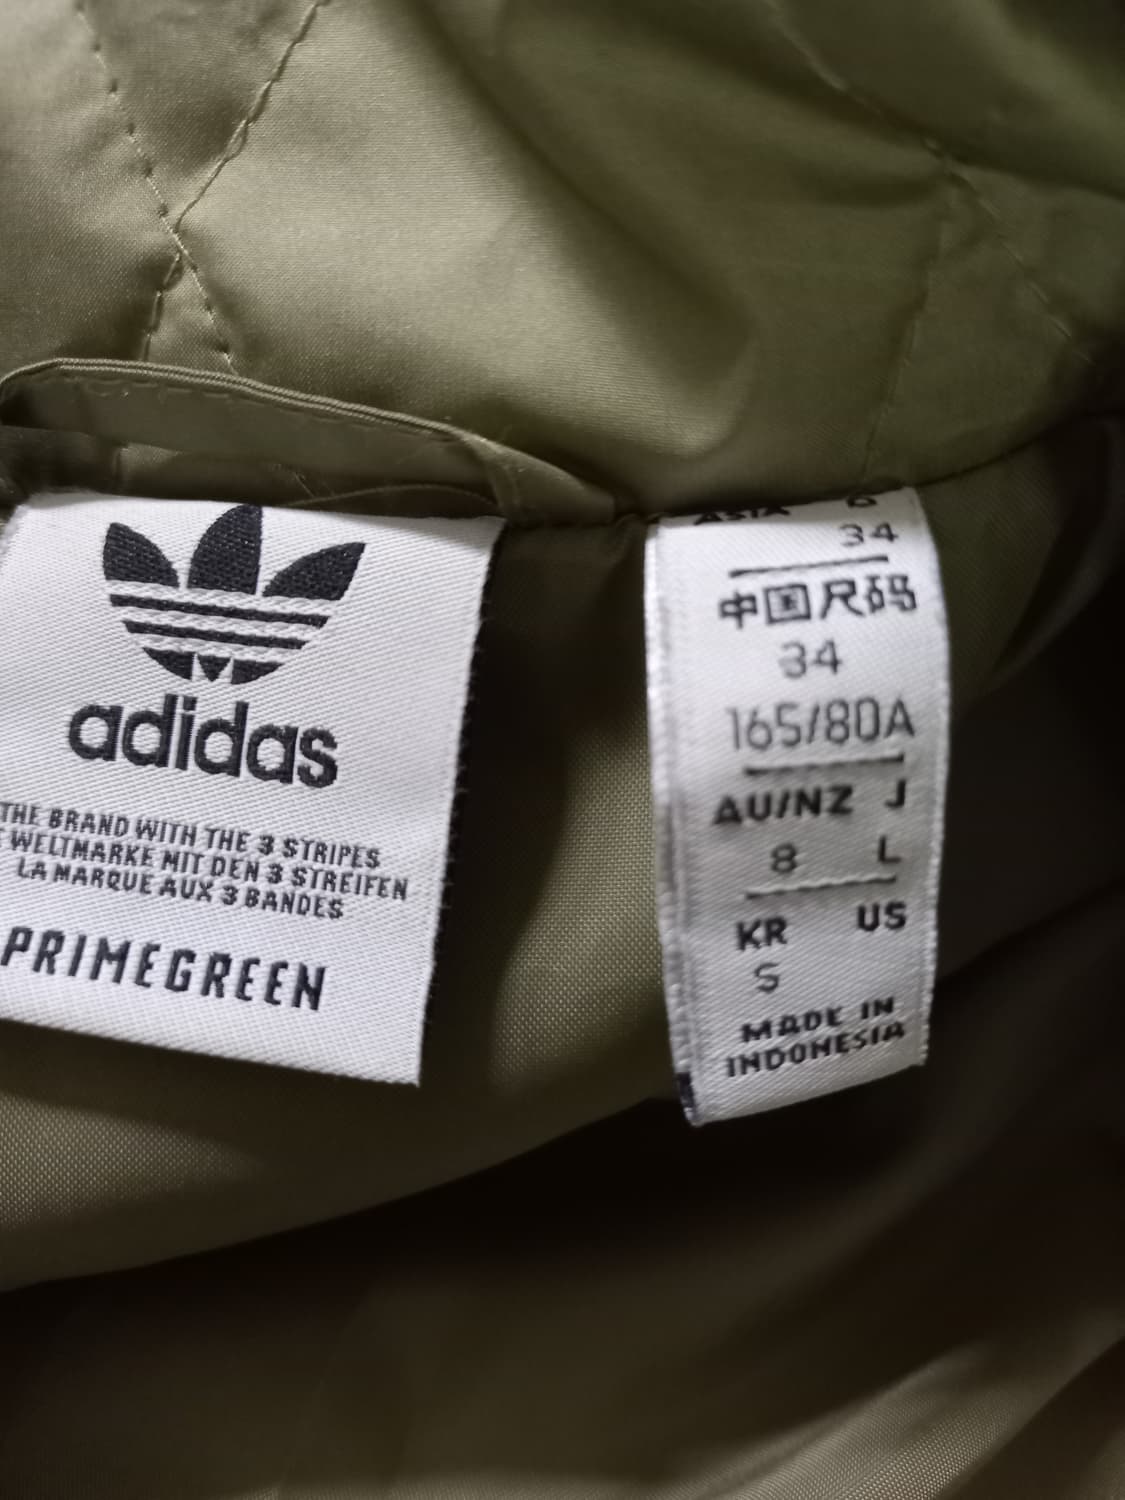 adidas
THE BRAND WITH THE 3 STRIPES
WELTMARKE MIT DEN 3 STREIFEN
LA MARQUE AUX 3 BANDES
PRIMEGREEN
ASIA
34
中国尺码
34
165/80A
AU/NZ J
8 L
KR US
S
MADE IN
INDONESIA